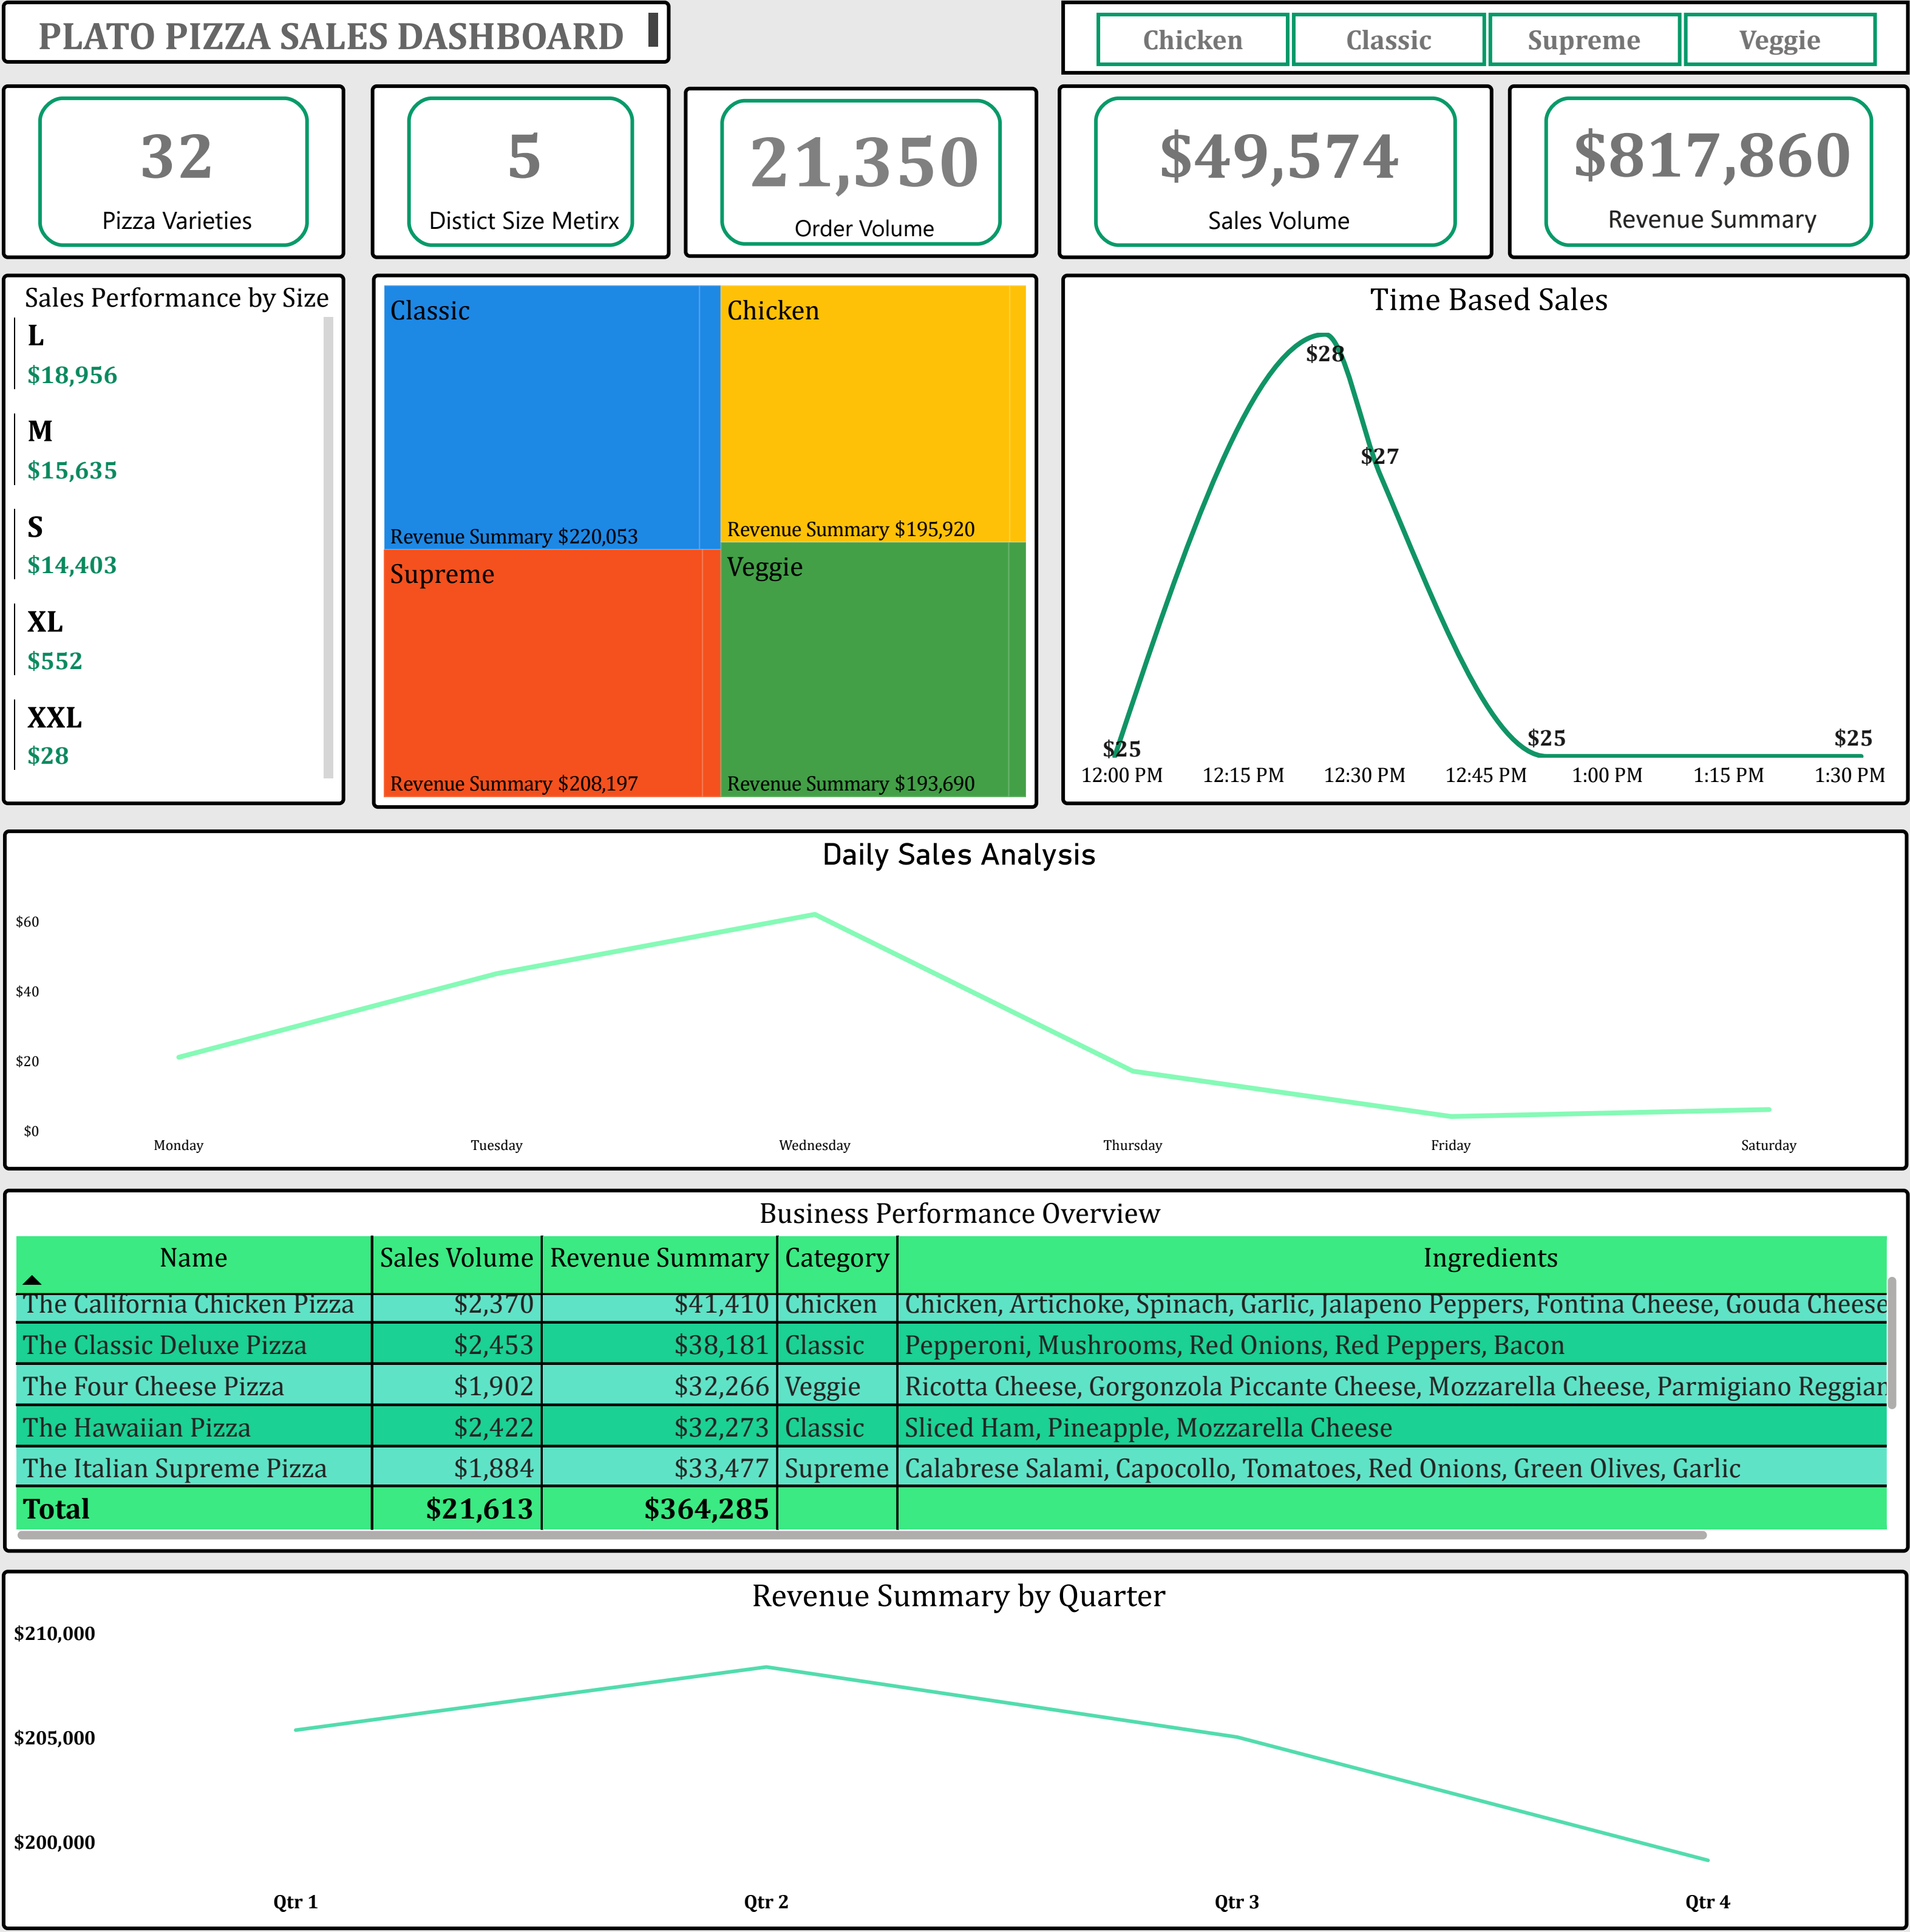 PLATO PIZZA SALES DASHBOARD
Chicken
Classic
Supreme
Veggie
32
Pizza Varieties
5
Distict Size Metirx
21,350
Order Volume
$49,574
Sales Volume
$817,860
Revenue Summary
Sales Performance by Size
L
$18,956
M
$15,635
S
$14,403
XL
$552
XXL
$28
Classic
Revenue Summary $220,053
Chicken
Revenue Summary $195,920
Supreme
Revenue Summary $208,197
Veggie
Revenue Summary $193,690
Time Based Sales
$28
$27
$25
$25
$25
12:00 PM 12:15 PM 12:30 PM 12:45 PM 1:00 PM 1:15 PM 1:30 PM
Daily Sales Analysis
$60
$40
$20
$0
Monday Tuesday Wednesday Thursday Friday Saturday
Business Performance Overview
Name Sales Volume Revenue Summary Category Ingredients
The California Chicken Pizza $2,370 $41,410 Chicken Chicken, Artichoke, Spinach, Garlic, Jalapeno Peppers, Fontina Cheese, Gouda Cheese
The Classic Deluxe Pizza $2,453 $38,181 Classic Pepperoni, Mushrooms, Red Onions, Red Peppers, Bacon
The Four Cheese Pizza $1,902 $32,266 Veggie Ricotta Cheese, Gorgonzola Piccante Cheese, Mozzarella Cheese, Parmigiano Reggian
The Hawaiian Pizza $2,422 $32,273 Classic Sliced Ham, Pineapple, Mozzarella Cheese
The Italian Supreme Pizza $1,884 $33,477 Supreme Calabrese Salami, Capocollo, Tomatoes, Red Onions, Green Olives, Garlic
Total $21,613 $364,285
Revenue Summary by Quarter
$210,000
$205,000
$200,000
Qtr 1 Qtr 2 Qtr 3 Qtr 4